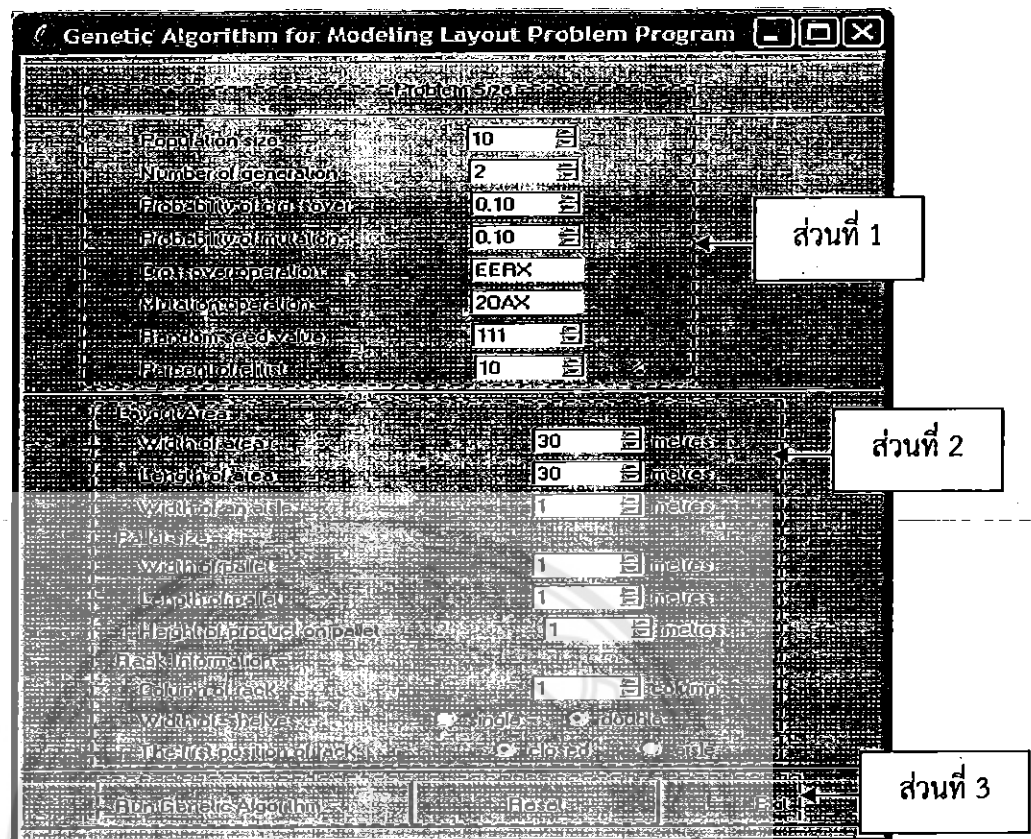 Genetic Algorithm for Modeling Layout Problem Program
Problem Size
Population size 10
Number of generation 2
Probability of crossover 0.10
Probability of mutation 0.10
ส่วนที่ 1
Crossover operation EERX
Mutation operation 2OAX
Random seed value 111
Percent of elitist 10 %
Layout Area
Width of area 30 metres
ส่วนที่ 2
Length of area 30 metres
Width of an aisle 1 metres
Pallet size
Width of Pallet 1 metres
Length of pallet 1 metres
Height of product on pallet 1 metres
Rack Information
Column of rack 1 column
Width of shelve single double
The first position of rack closed aisle
ส่วนที่ 3
Run Genetic Algorithm Reset